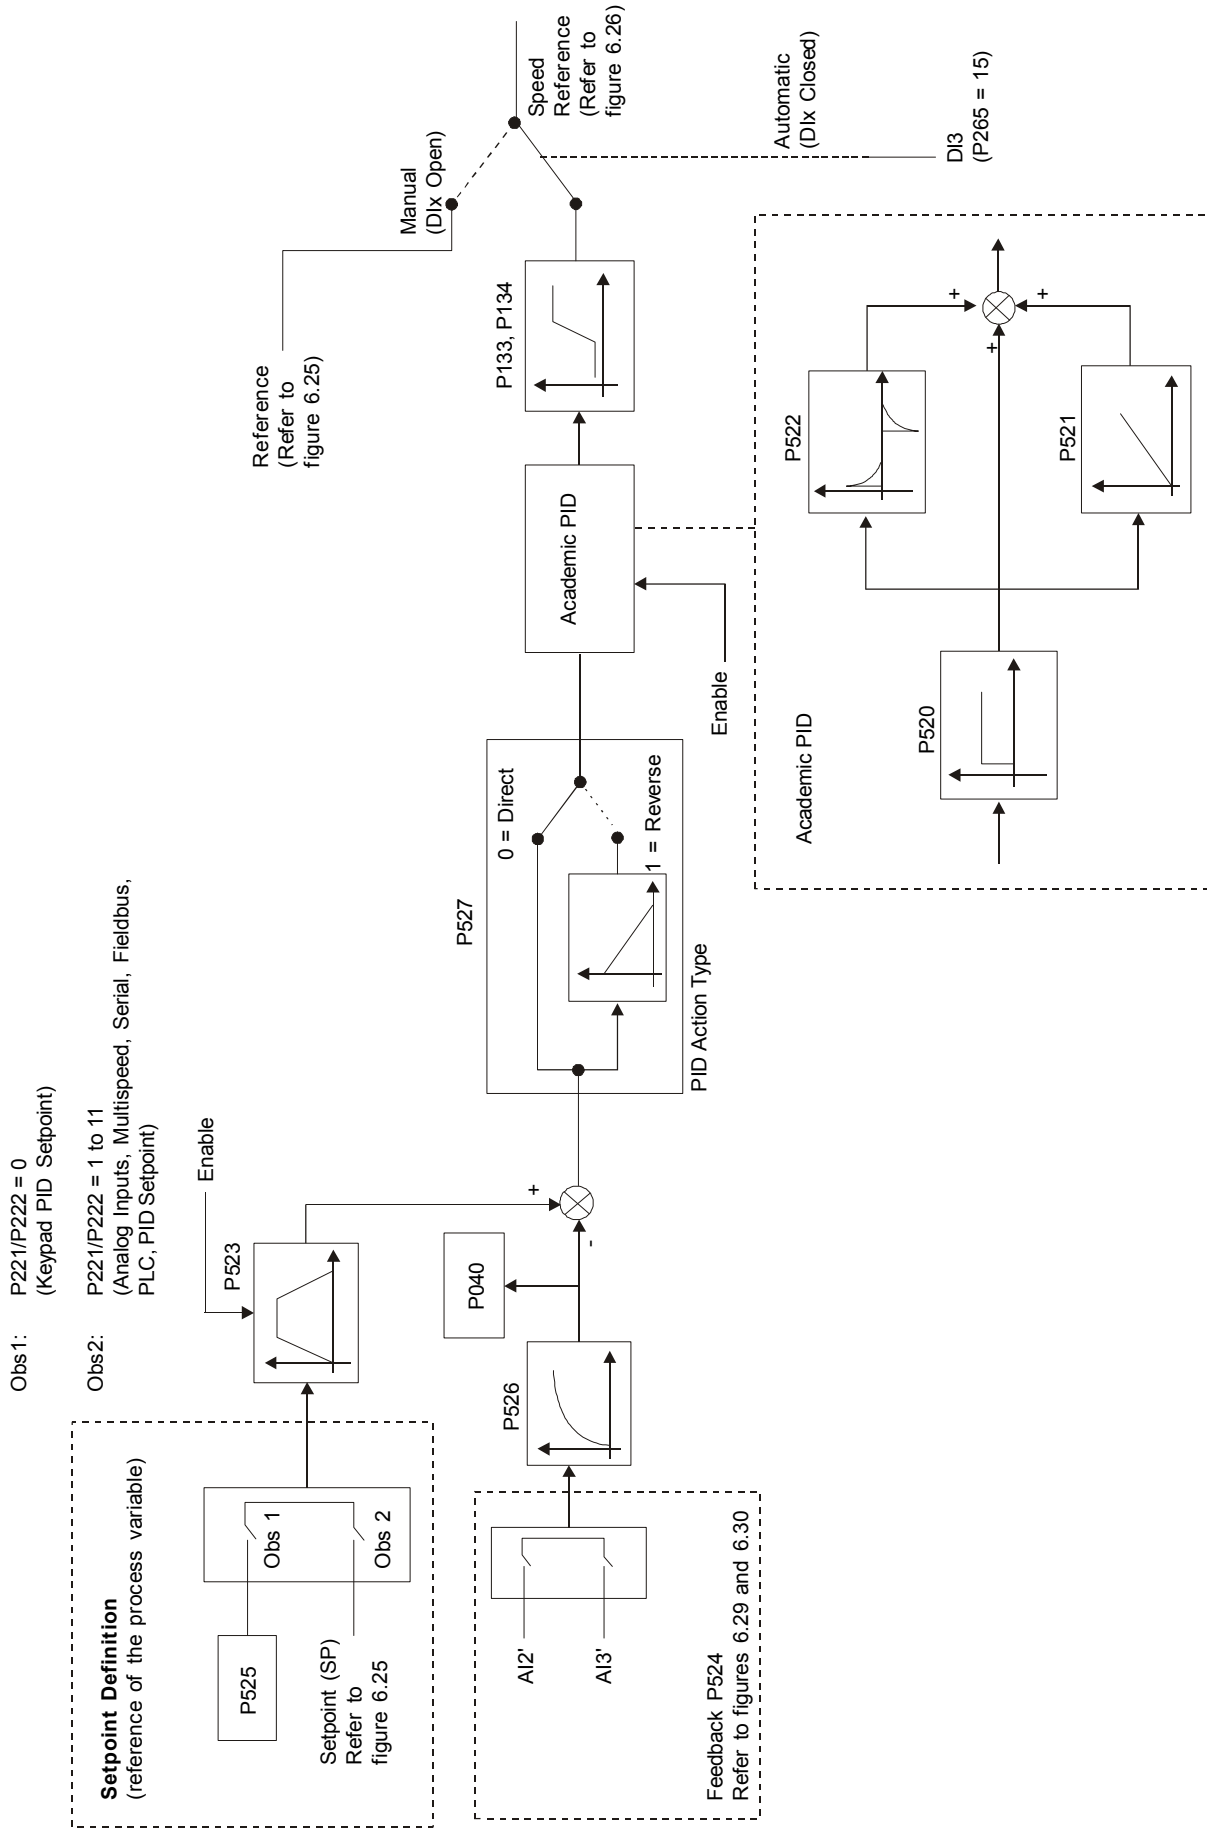 Obs1: P221/P222 = 0
(Keypad PID Setpoint)
Obs2: P221/P222 = 1 to 11
(Analog Inputs, Multispeed, Serial, Fieldbus,
PLC, PID Setpoint)
Setpoint Definition
(reference of the process variable)
P525
Setpoint (SP)
Refer to
figure 6.25
Obs 1
Obs 2
P523
Enable
AI2'
AI3'
Feedback P524
Refer to figures 6.29 and 6.30
P526
P040
+
-
P527
0 = Direct
1 = Reverse
PID Action Type
Enable
Academic PID
P133, P134
Reference
(Refer to
figure 6.25)
Manual
(DIx Open)
Speed
Reference
(Refer to
figure 6.26)
Automatic
(DIx Closed)
DI3
(P265 = 15)
Academic PID
P520
P522
P521
+
+
+